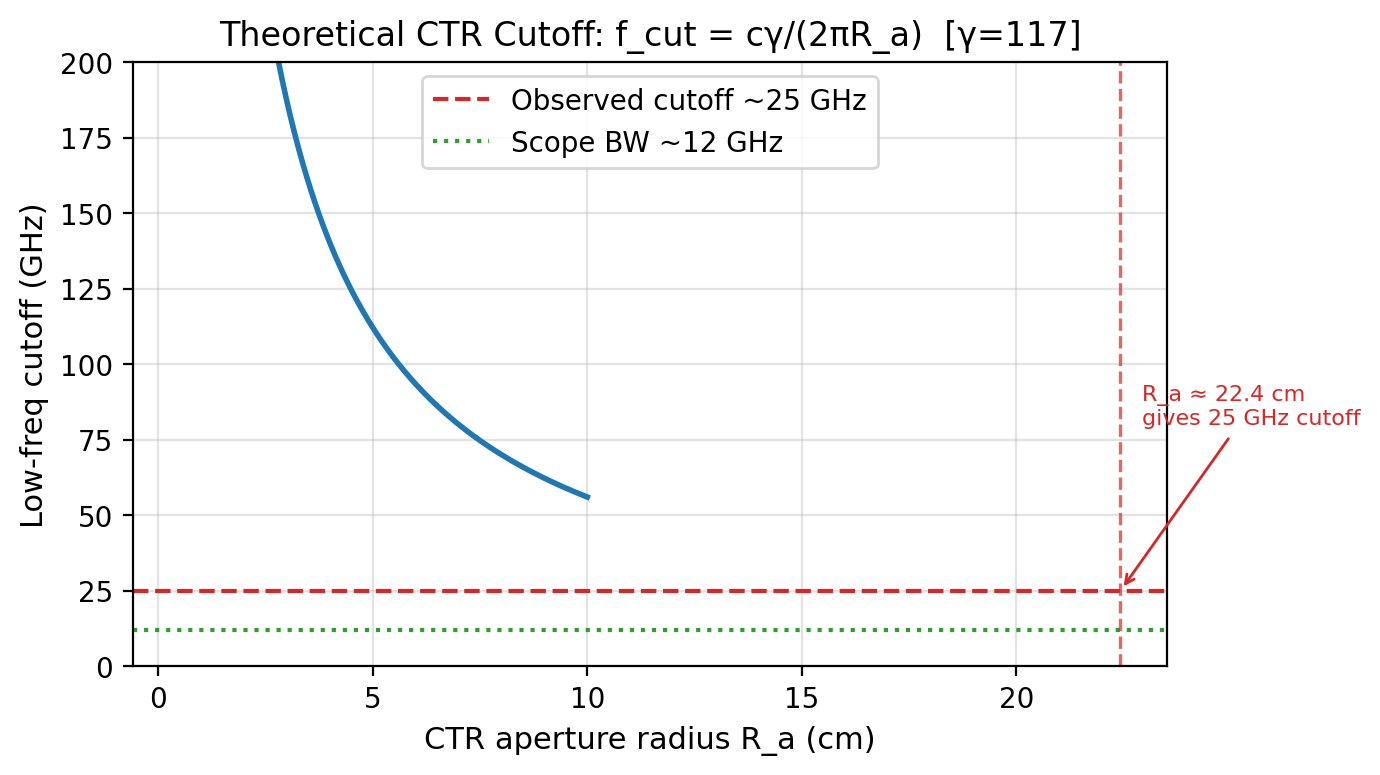 Theoretical CTR Cutoff: f_cut = cγ/(2πR_a)  [γ=117]
Observed cutoff ~25 GHz
Scope BW ~12 GHz
Low-freq cutoff (GHz)
200
175
150
125
100
75
50
25
0
R_a ≈ 22.4 cm
gives 25 GHz cutoff
0 5 10 15 20
CTR aperture radius R_a (cm)